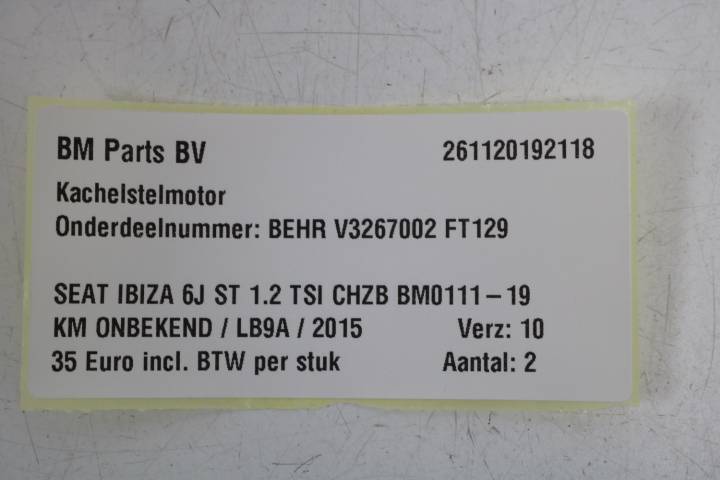 BM Parts BV 261120192118
Kachelstelmotor
Onderdeelnummer: BEHR V3267002 FT129
SEAT IBIZA 6J ST 1.2 TSI CHZB BM0111-19
KM ONBEKEND / LB9A / 2015 Verz: 10
35 Euro incl. BTW per stuk Aantal: 2